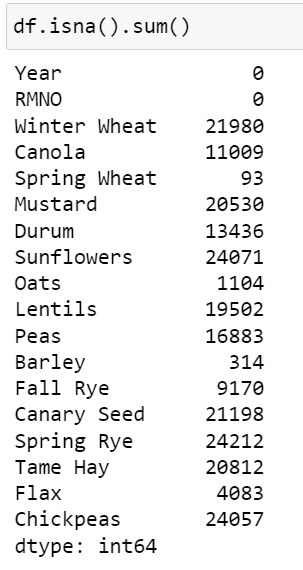 df.isna().sum()
Year 0
RMNO 0
Winter Wheat 21980
Canola 11009
Spring Wheat 93
Mustard 20530
Durum 13436
Sunflowers 24071
Oats 1104
Lentils 19502
Peas 16883
Barley 314
Fall Rye 9170
Canary Seed 21198
Spring Rye 24212
Tame Hay 20812
Flax 4083
Chickpeas 24057
dtype: int64